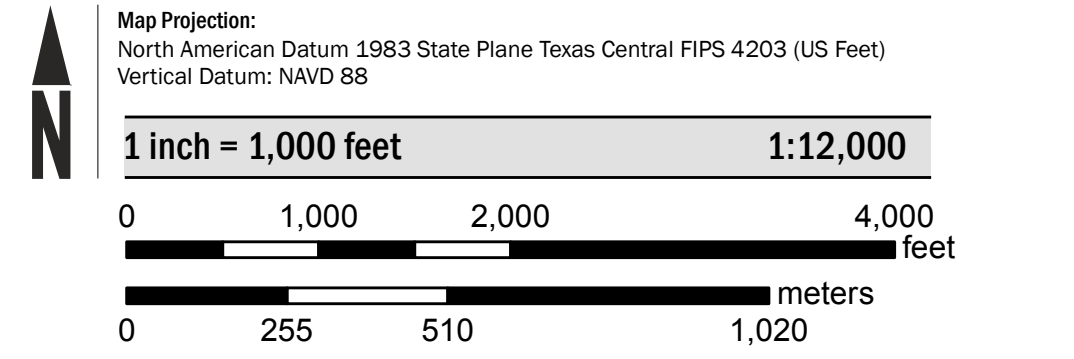 N
Map Projection:
North American Datum 1983 State Plane Texas Central FIPS 4203 (US Feet)
Vertical Datum: NAVD 88
1 inch = 1,000 feet 1:12,000
0 1,000 2,000 4,000
feet
meters
0 255 510 1,020